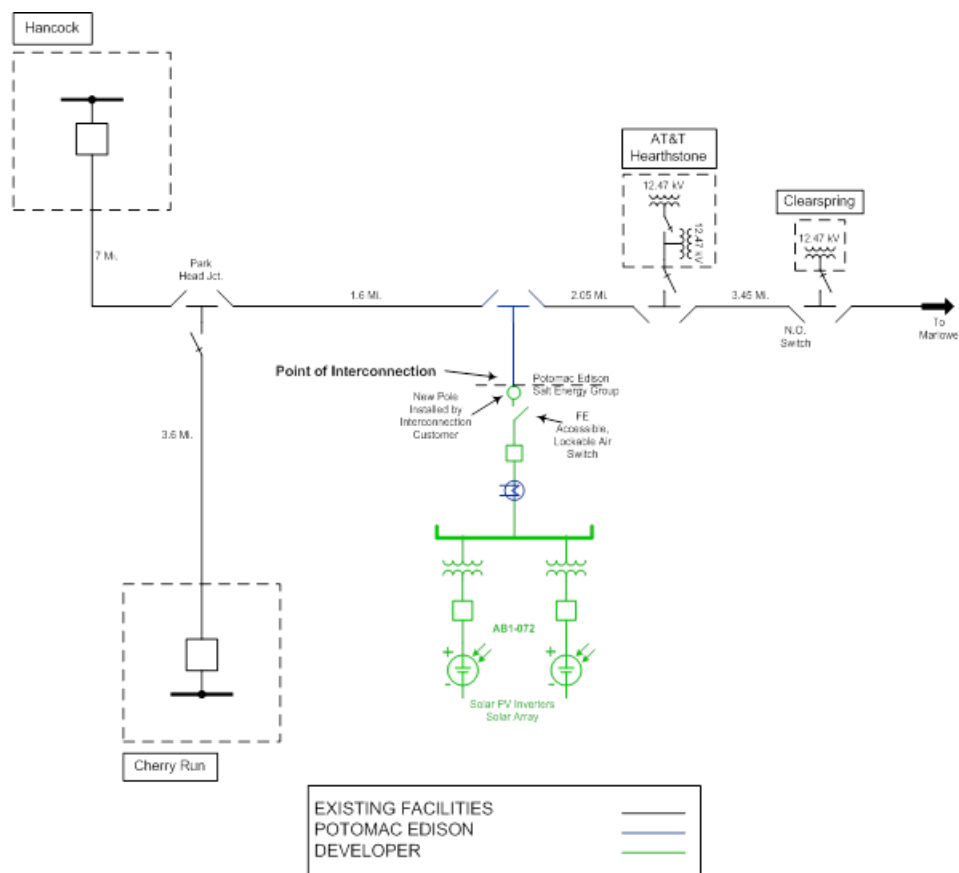 Hancock
AT&T
Hearthstone
12.47 kV
12.47 kV
Clearspring
12.47 kV
7 Mi.
Park
Head Jct.
1.6 Mi.
2.05 Mi.
3.45 Mi.
N.O.
Switch
To
Marlowe
Point of Interconnection
Potomac Edison
Salt Energy Group
New Pole
Installed by
Interconnection
Customer
FE
Accessible,
Lockable Air
Switch
3.6 Mi.
AB1-072
+
-
+
-
Solar PV Inverters
Solar Array
Cherry Run
EXISTING FACILITIES
POTOMAC EDISON
DEVELOPER